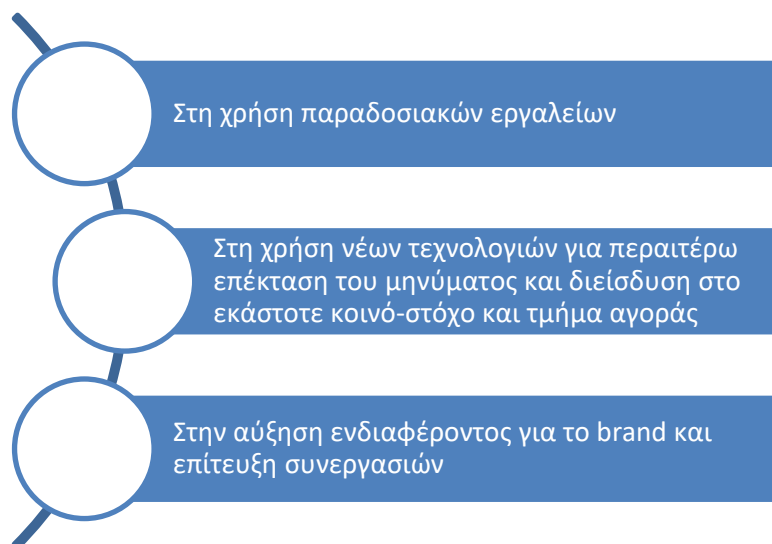 Στη χρήση παραδοσιακών εργαλείων
Στη χρήση νέων τεχνολογιών για περαιτέρω
επέκταση του μηνύματος και διείσδυση στο
εκάστοτε κοινό-στόχο και τμήμα αγοράς
Στην αύξηση ενδιαφέροντος για το brand και
επίτευξη συνεργασιών